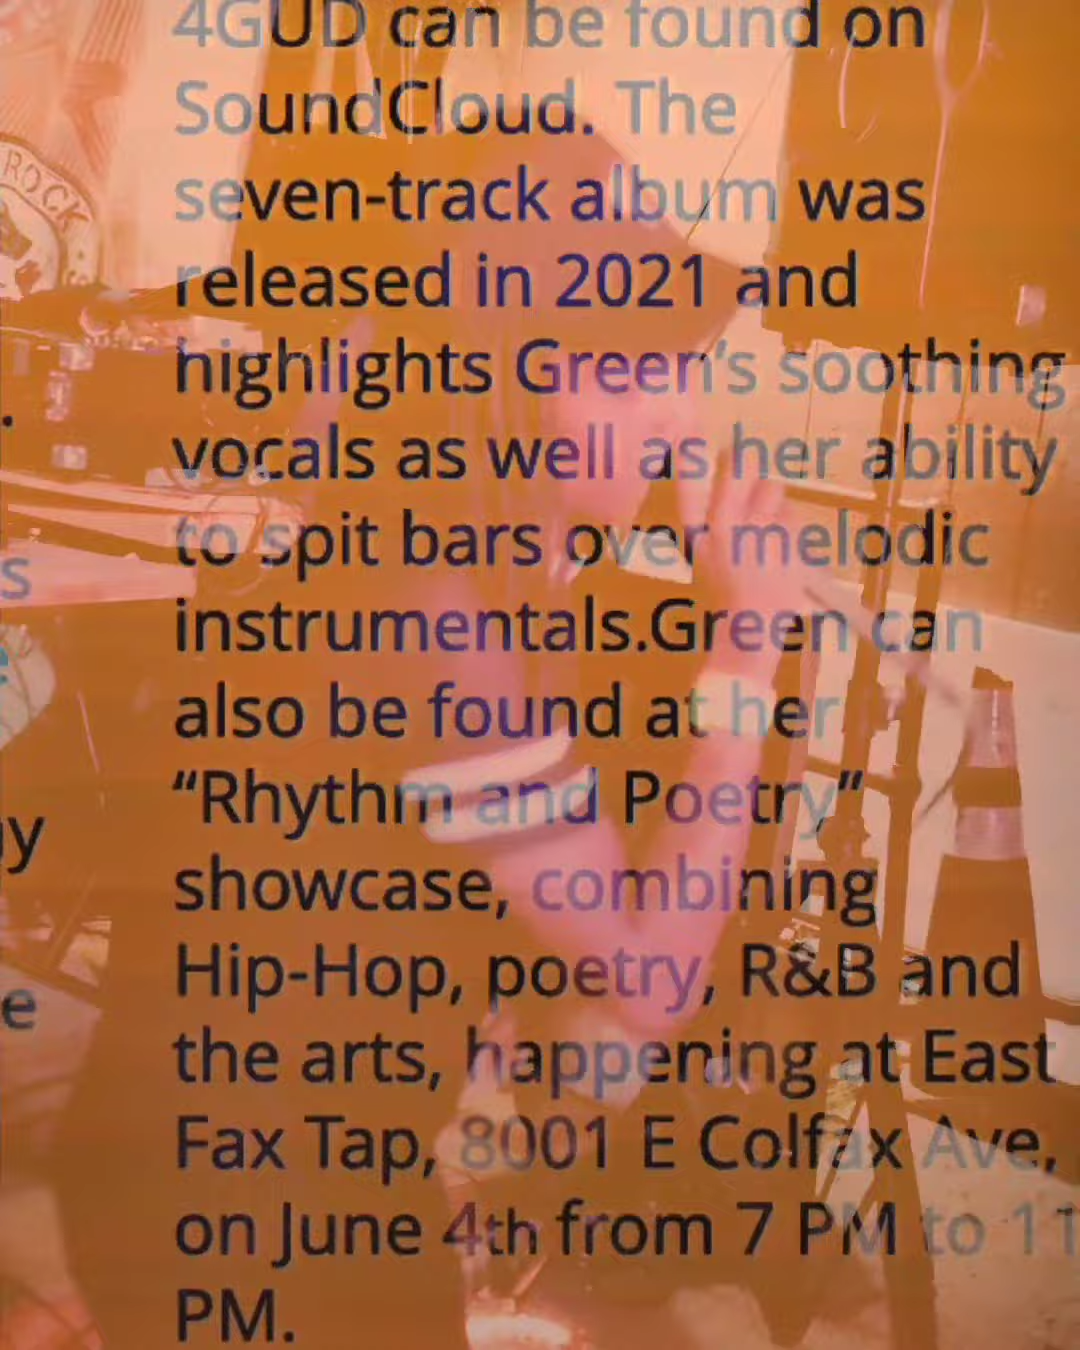 4GUD can be found on
SoundCloud. The
seven-track album was
released in 2021 and
highlights Green's soothing
vocals as well as her ability
to spit bars over melodic
instrumentals.Green can
also be found at her
“Rhythm and Poetry”
showcase, combining
Hip-Hop, poetry, R&B and
the arts, happening at East
Fax Tap, 8001 E Colfax Ave,
on June 4th from 7 PM to 11
PM.
ROCK